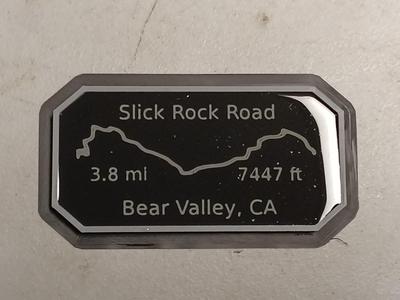 Slick Rock Road
3.8 mi 7447 ft
Bear Valley, CA